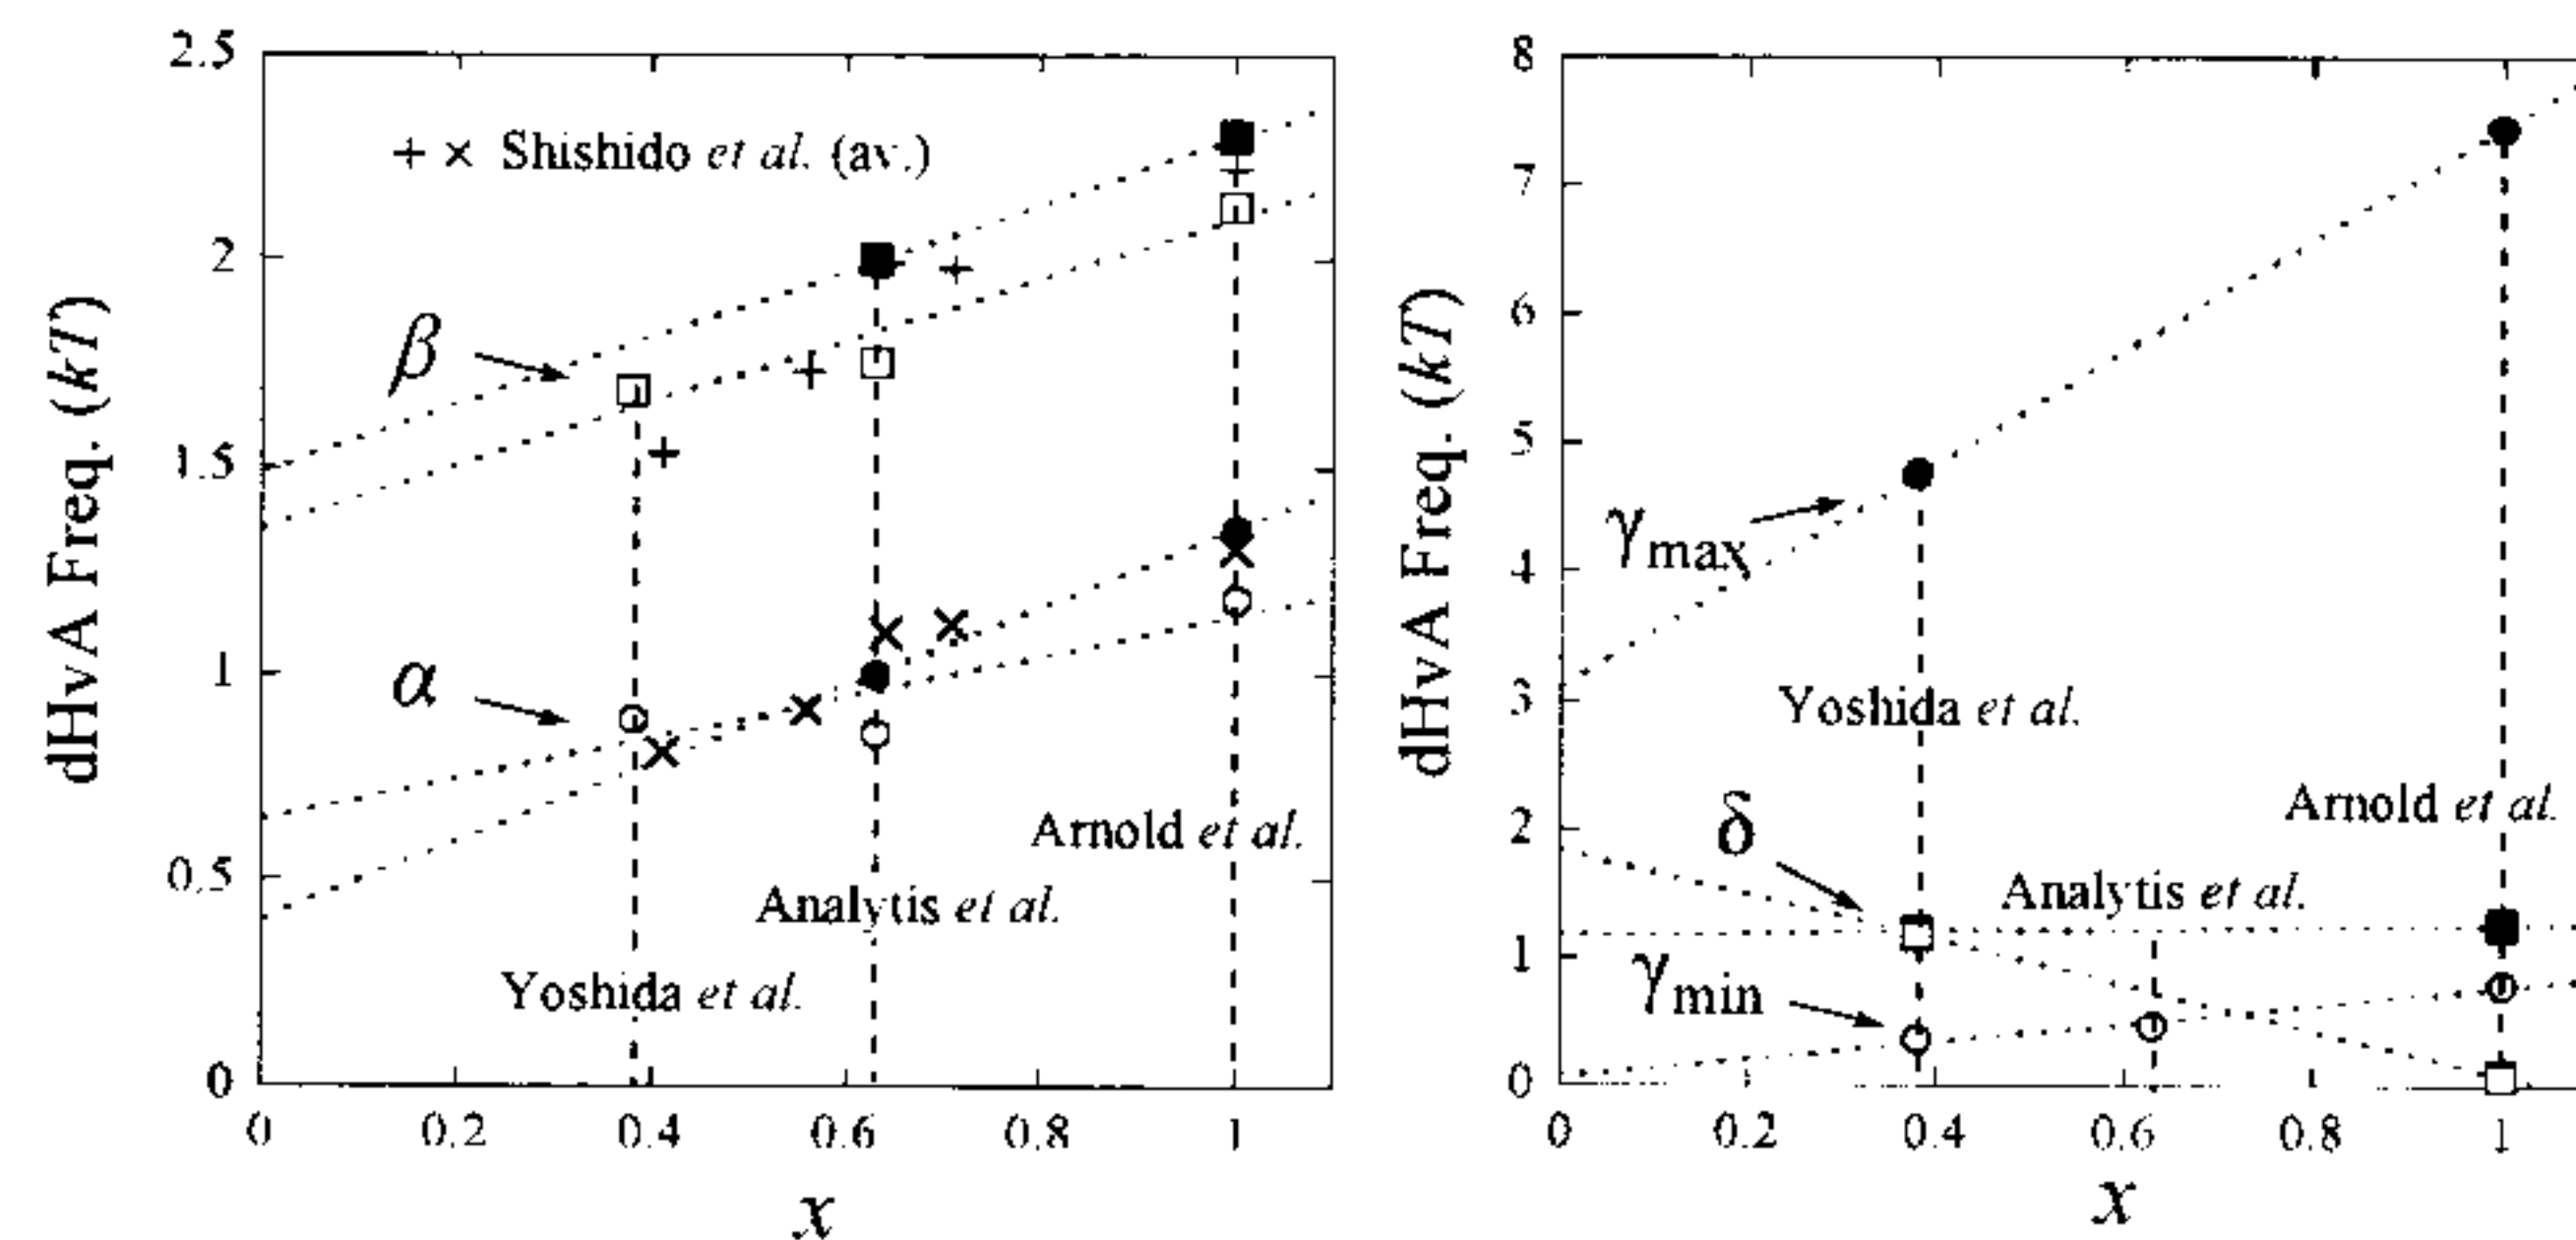 2.5
2
1.5
1
0.5
0
dHvA Freq. (kT)
+ × Shishido et al. (av.)
β
α
Arnold et al.
Analytis et al.
Yoshida et al.
0 0.2 0.4 0.6 0.8 1
x
8
7
6
5
4
3
2
1
0
dHvA Freq. (kT)
γmax
Yoshida et al.
Arnold et al.
δ
Analytis et al.
γmin
0 0.2 0.4 0.6 0.8 1
x